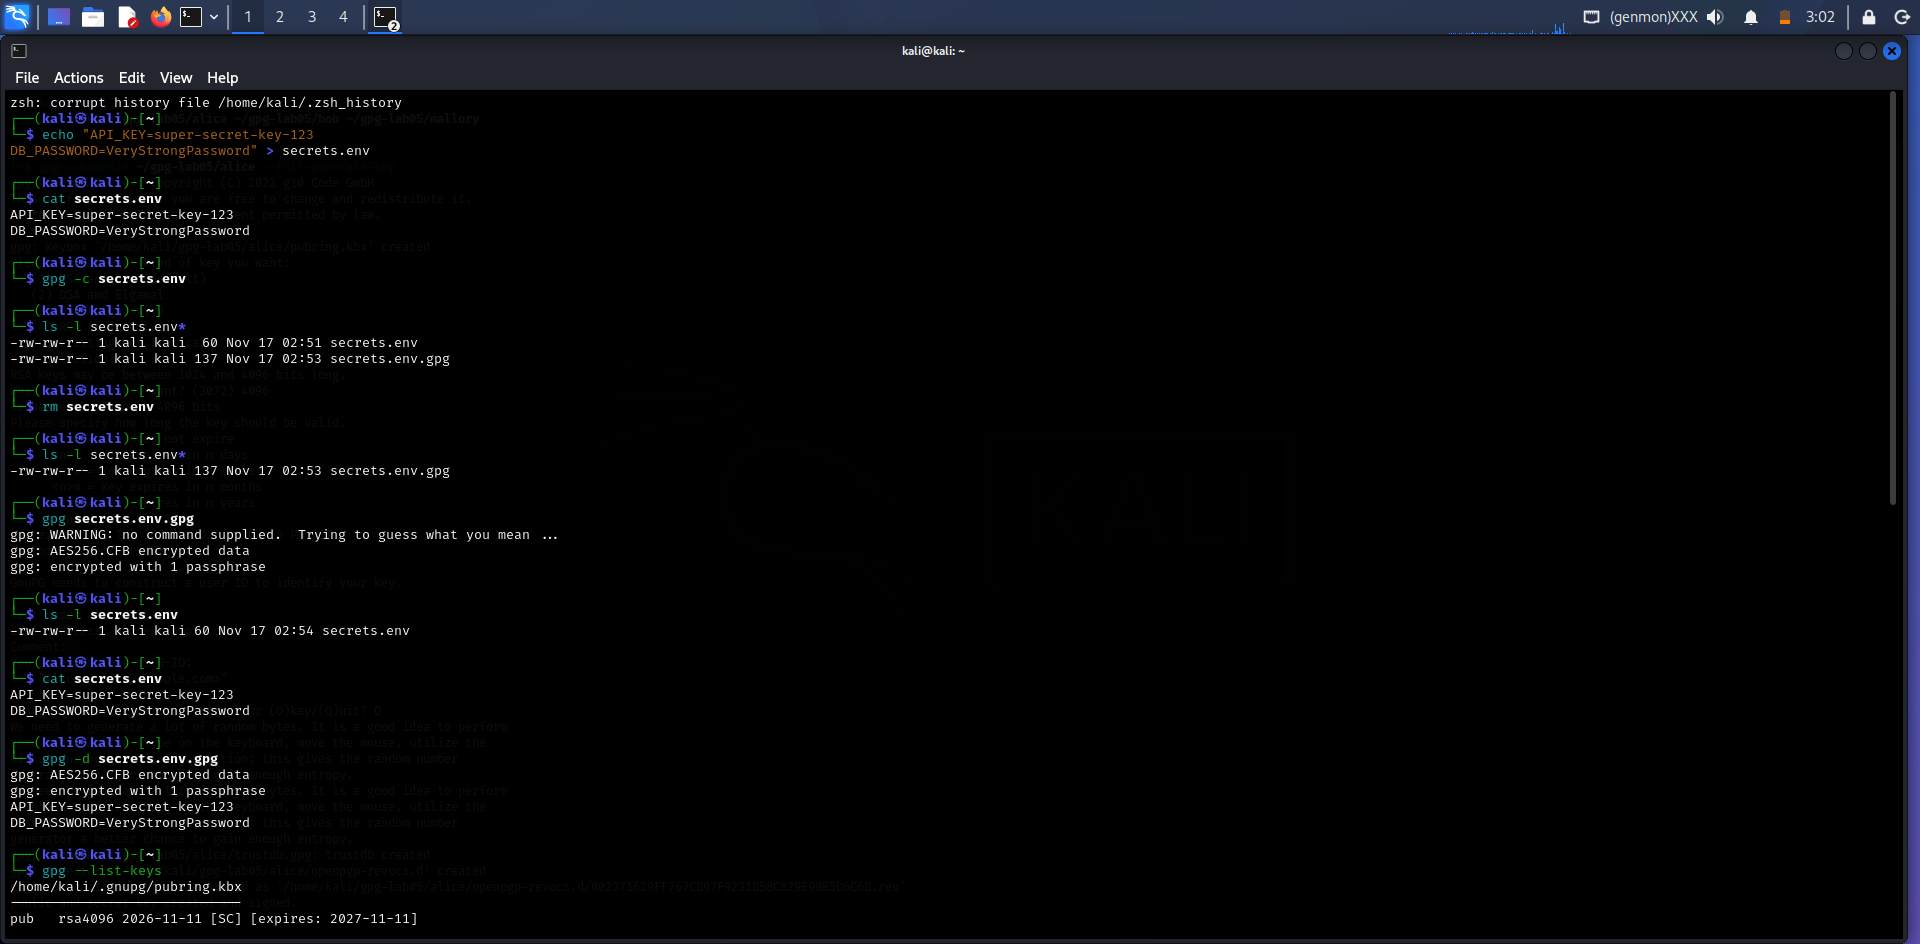 1 2 3 4 2 (genmon)XXX 3:02
kali@kali: ~
File Actions Edit View Help
zsh: corrupt history file /home/kali/.zsh_history
┌──(kali㉿kali)-[~]
└─$ echo "API_KEY=super-secret-key-123
DB_PASSWORD=VeryStrongPassword" > secrets.env
┌──(kali㉿kali)-[~]
└─$ cat secrets.env
API_KEY=super-secret-key-123
DB_PASSWORD=VeryStrongPassword
┌──(kali㉿kali)-[~]
└─$ gpg -c secrets.env
┌──(kali㉿kali)-[~]
└─$ ls -l secrets.env*
-rw-rw-r-- 1 kali kali  60 Nov 17 02:51 secrets.env
-rw-rw-r-- 1 kali kali 137 Nov 17 02:53 secrets.env.gpg
┌──(kali㉿kali)-[~]
└─$ rm secrets.env
┌──(kali㉿kali)-[~]
└─$ ls -l secrets.env*
-rw-rw-r-- 1 kali kali 137 Nov 17 02:53 secrets.env.gpg
┌──(kali㉿kali)-[~]
└─$ gpg secrets.env.gpg
gpg: WARNING: no command supplied.  Trying to guess what you mean ...
gpg: AES256.CFB encrypted data
gpg: encrypted with 1 passphrase
┌──(kali㉿kali)-[~]
└─$ ls -l secrets.env
-rw-rw-r-- 1 kali kali 60 Nov 17 02:54 secrets.env
┌──(kali㉿kali)-[~]
└─$ cat secrets.env
API_KEY=super-secret-key-123
DB_PASSWORD=VeryStrongPassword
┌──(kali㉿kali)-[~]
└─$ gpg -d secrets.env.gpg
gpg: AES256.CFB encrypted data
gpg: encrypted with 1 passphrase
API_KEY=super-secret-key-123
DB_PASSWORD=VeryStrongPassword
┌──(kali㉿kali)-[~]
└─$ gpg --list-keys
/home/kali/.gnupg/pubring.kbx
-----------------------------
pub   rsa4096 2026-11-11 [SC] [expires: 2027-11-11]